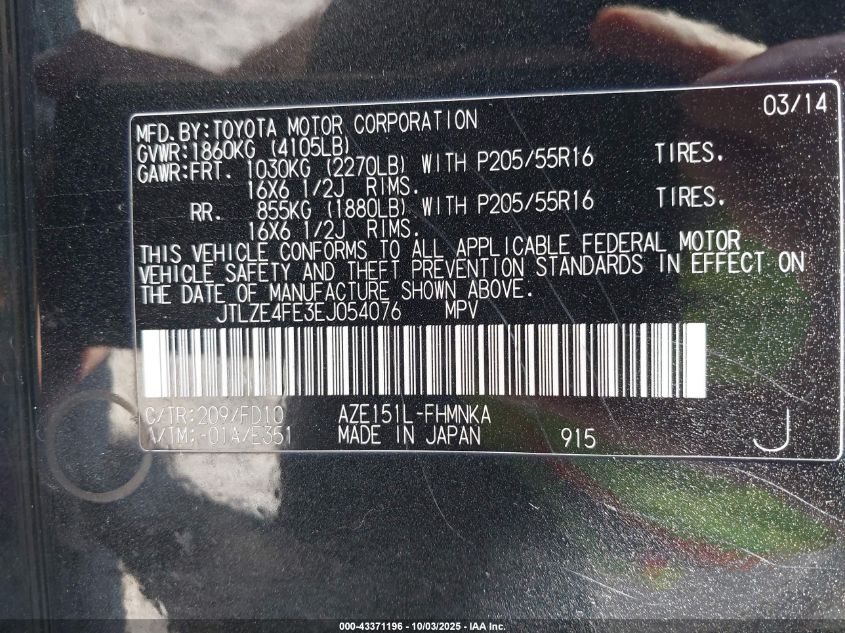 03/14
MFD.BY:TOYOTA MOTOR CORPORATION
GVWR:1860KG (4105LB)
GAWR:FRT. 1030KG (2270LB) WITH P205/55R16 TIRES.
16X6 1/2J RIMS.
RR. 855KG (1880LB) WITH P205/55R16 TIRES.
16X6 1/2J RIMS.
THIS VEHICLE CONFORMS TO ALL APPLICABLE FEDERAL MOTOR
VEHICLE SAFETY AND THEFT PREVENTION STANDARDS IN EFFECT ON
THE DATE OF MANUFACTURE SHOWN ABOVE.
JTLZE4FE3EJ054076 MPV
C/TR:209/FD10 AZE151L-FHMNKA
A/TM:-01A/E351 MADE IN JAPAN 915 J
000-43371196 - 10/03/2025 - IAA Inc.